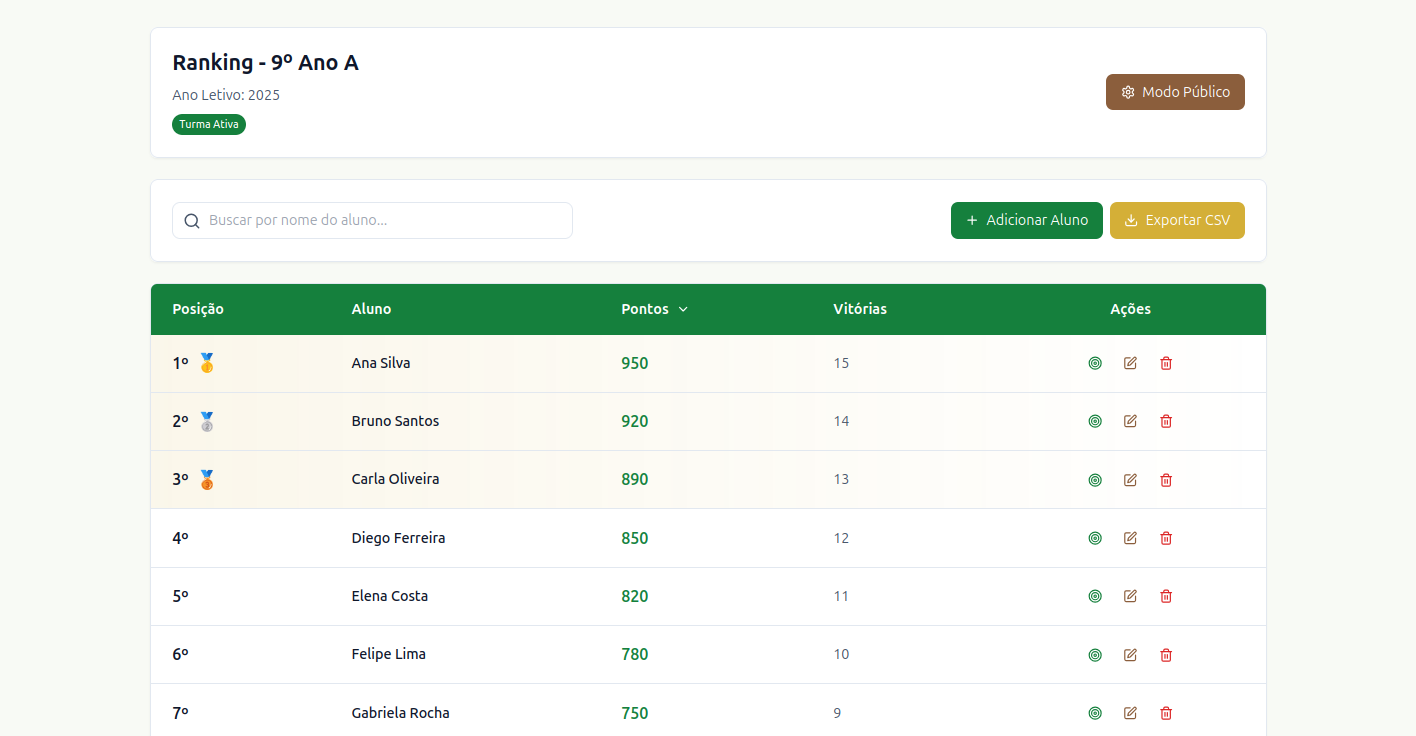 Ranking - 9º Ano A
Ano Letivo: 2025
Turma Ativa
Modo Público
Buscar por nome do aluno...
Adicionar Aluno
Exportar CSV
Posição Aluno Pontos Vitórias Ações
1º Ana Silva 950 15
2º Bruno Santos 920 14
3º Carla Oliveira 890 13
4º Diego Ferreira 850 12
5º Elena Costa 820 11
6º Felipe Lima 780 10
7º Gabriela Rocha 750 9